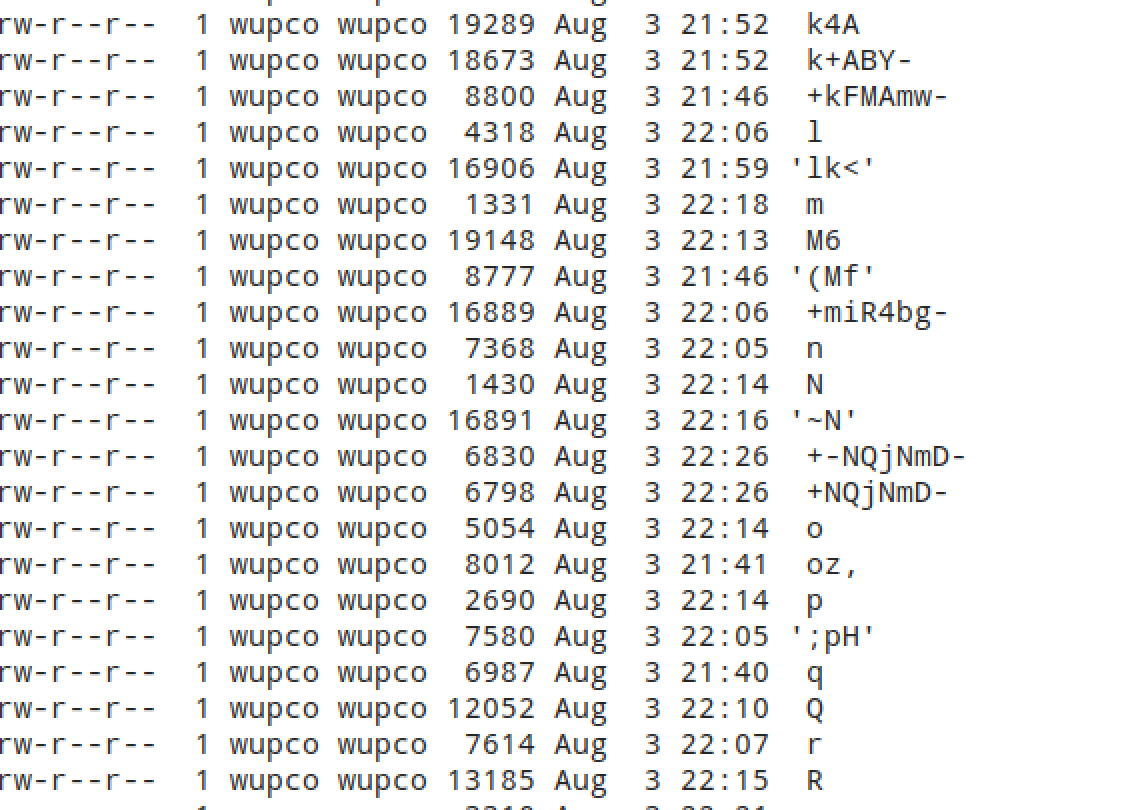 rw-r--r--  1 wupco wupco 19289 Aug  3 21:52  k4A
rw-r--r--  1 wupco wupco 18673 Aug  3 21:52  k+ABY-
rw-r--r--  1 wupco wupco  8800 Aug  3 21:46  +kFMAmw-
rw-r--r--  1 wupco wupco  4318 Aug  3 22:06  l
rw-r--r--  1 wupco wupco 16906 Aug  3 21:59 'lk<'
rw-r--r--  1 wupco wupco  1331 Aug  3 22:18  m
rw-r--r--  1 wupco wupco 19148 Aug  3 22:13  M6
rw-r--r--  1 wupco wupco  8777 Aug  3 21:46 '(Mf'
rw-r--r--  1 wupco wupco 16889 Aug  3 22:06  +miR4bg-
rw-r--r--  1 wupco wupco  7368 Aug  3 22:05  n
rw-r--r--  1 wupco wupco  1430 Aug  3 22:14  N
rw-r--r--  1 wupco wupco 16891 Aug  3 22:16 '~N'
rw-r--r--  1 wupco wupco  6830 Aug  3 22:26  +-NQjNmD-
rw-r--r--  1 wupco wupco  6798 Aug  3 22:26  +NQjNmD-
rw-r--r--  1 wupco wupco  5054 Aug  3 22:14  o
rw-r--r--  1 wupco wupco  8012 Aug  3 21:41  oz,
rw-r--r--  1 wupco wupco  2690 Aug  3 22:14  p
rw-r--r--  1 wupco wupco  7580 Aug  3 22:05 ';pH'
rw-r--r--  1 wupco wupco  6987 Aug  3 21:40  q
rw-r--r--  1 wupco wupco 12052 Aug  3 22:10  Q
rw-r--r--  1 wupco wupco  7614 Aug  3 22:07  r
rw-r--r--  1 wupco wupco 13185 Aug  3 22:15  R